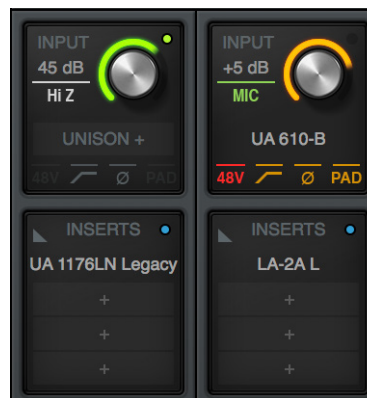 INPUT
45 dB
Hi Z
UNISON +
48V Ø PAD
INSERTS
UA 1176LN Legacy
+
+
+
INPUT
+5 dB
MIC
UA 610-B
48V Ø PAD
INSERTS
LA-2A L
+
+
+